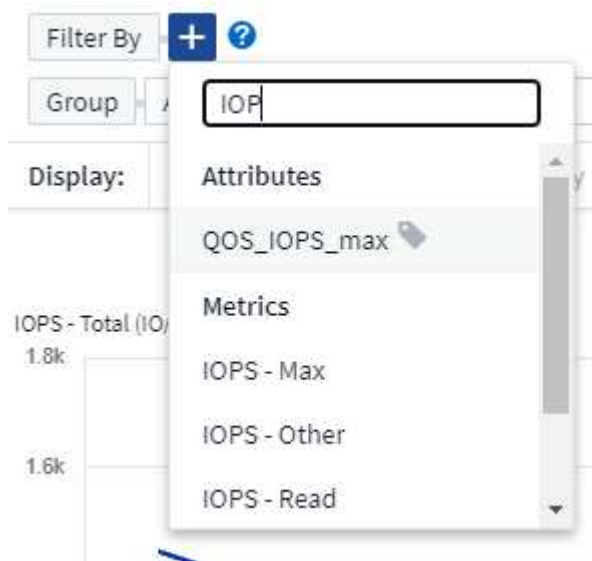 Filter By + ?
Group
IOP
Display:
Attributes
QOS_IOPS_max
Metrics
IOPS - Total (IO/
1.8k
IOPS - Max
IOPS - Other
1.6k
IOPS - Read